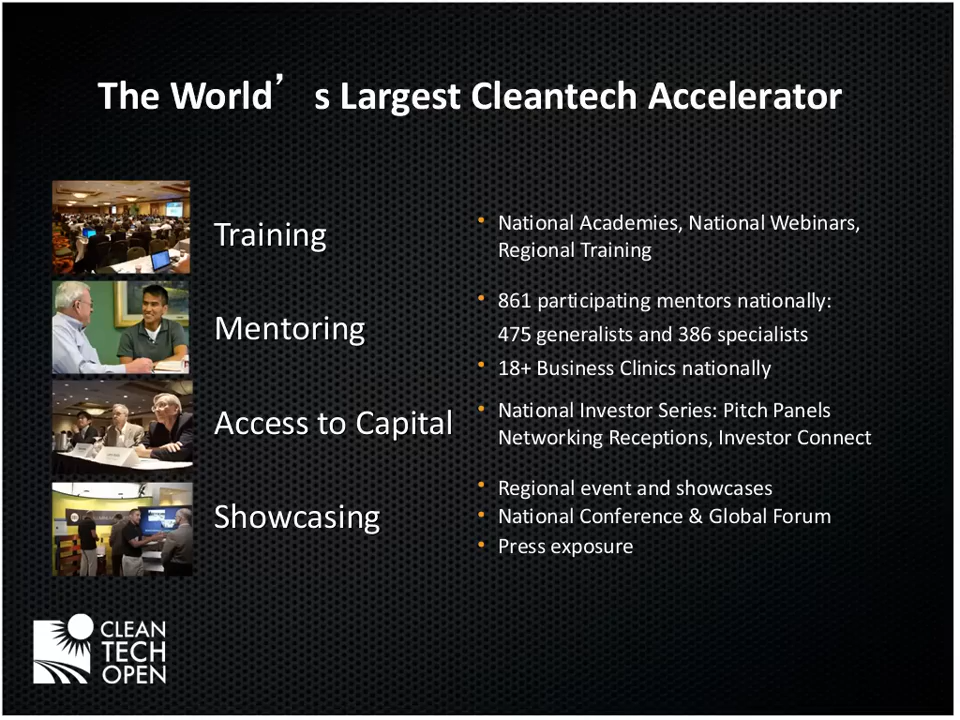 The World’s Largest Cleantech Accelerator
Training
• National Academies, National Webinars,
Regional Training
Mentoring
• 861 participating mentors nationally:
475 generalists and 386 specialists
• 18+ Business Clinics nationally
Access to Capital
• National Investor Series: Pitch Panels
Networking Receptions, Investor Connect
Showcasing
• Regional event and showcases
• National Conference & Global Forum
• Press exposure
CLEAN
TECH
OPEN